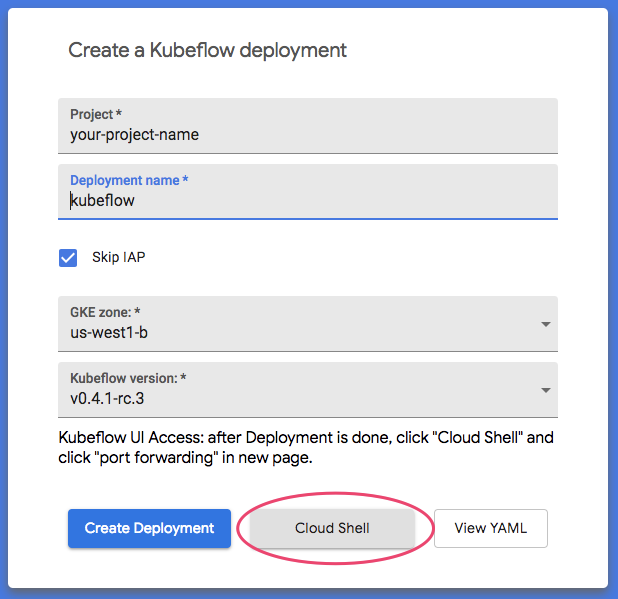 Create a Kubeflow deployment
Project *
your-project-name
Deployment name *
kubeflow
Skip IAP
GKE zone: *
us-west1-b
Kubeflow version: *
v0.4.1-rc.3
Kubeflow UI Access: after Deployment is done, click "Cloud Shell" and
click "port forwarding" in new page.
Create Deployment
Cloud Shell
View YAML